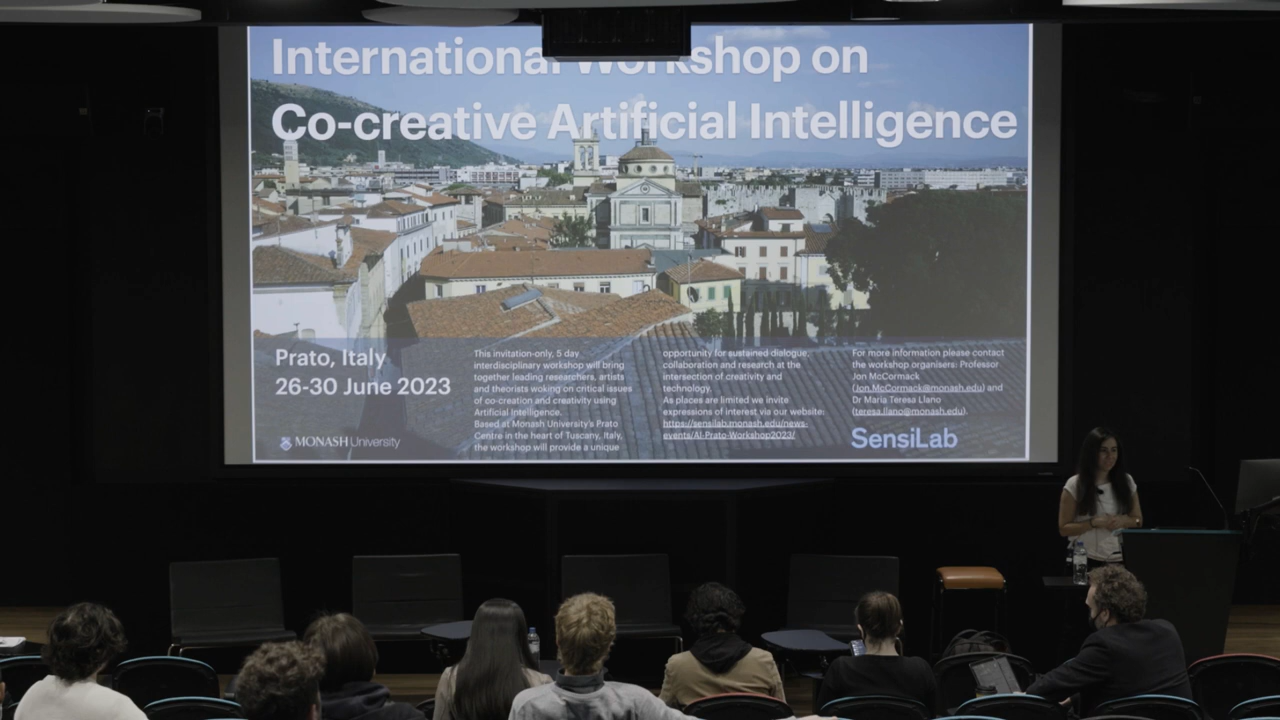 International Workshop on
Co-creative Artificial Intelligence
Prato, Italy
26-30 June 2023
MONASH University
This invitation-only, 5 day
interdisciplinary workshop will bring
together leading researchers, artists
and theorists woking on critical issues
of co-creation and creativity using
Artificial Intelligence.
Based at Monash University's Prato
Centre in the heart of Tuscany, Italy,
the workshop will provide a unique
opportunity for sustained dialogue,
collaboration and research at the
intersection of creativity and
technology.
As places are limited we invite
expressions of interest via our website:
https://sensilab.monash.edu/news-
events/AI-Prato-Workshop2023/
For more information please contact
the workshop organisers: Professor
Jon McCormack
(Jon.McCormack@monash.edu) and
Dr Maria Teresa Llano
(teresa.llano@monash.edu).
SensiLab